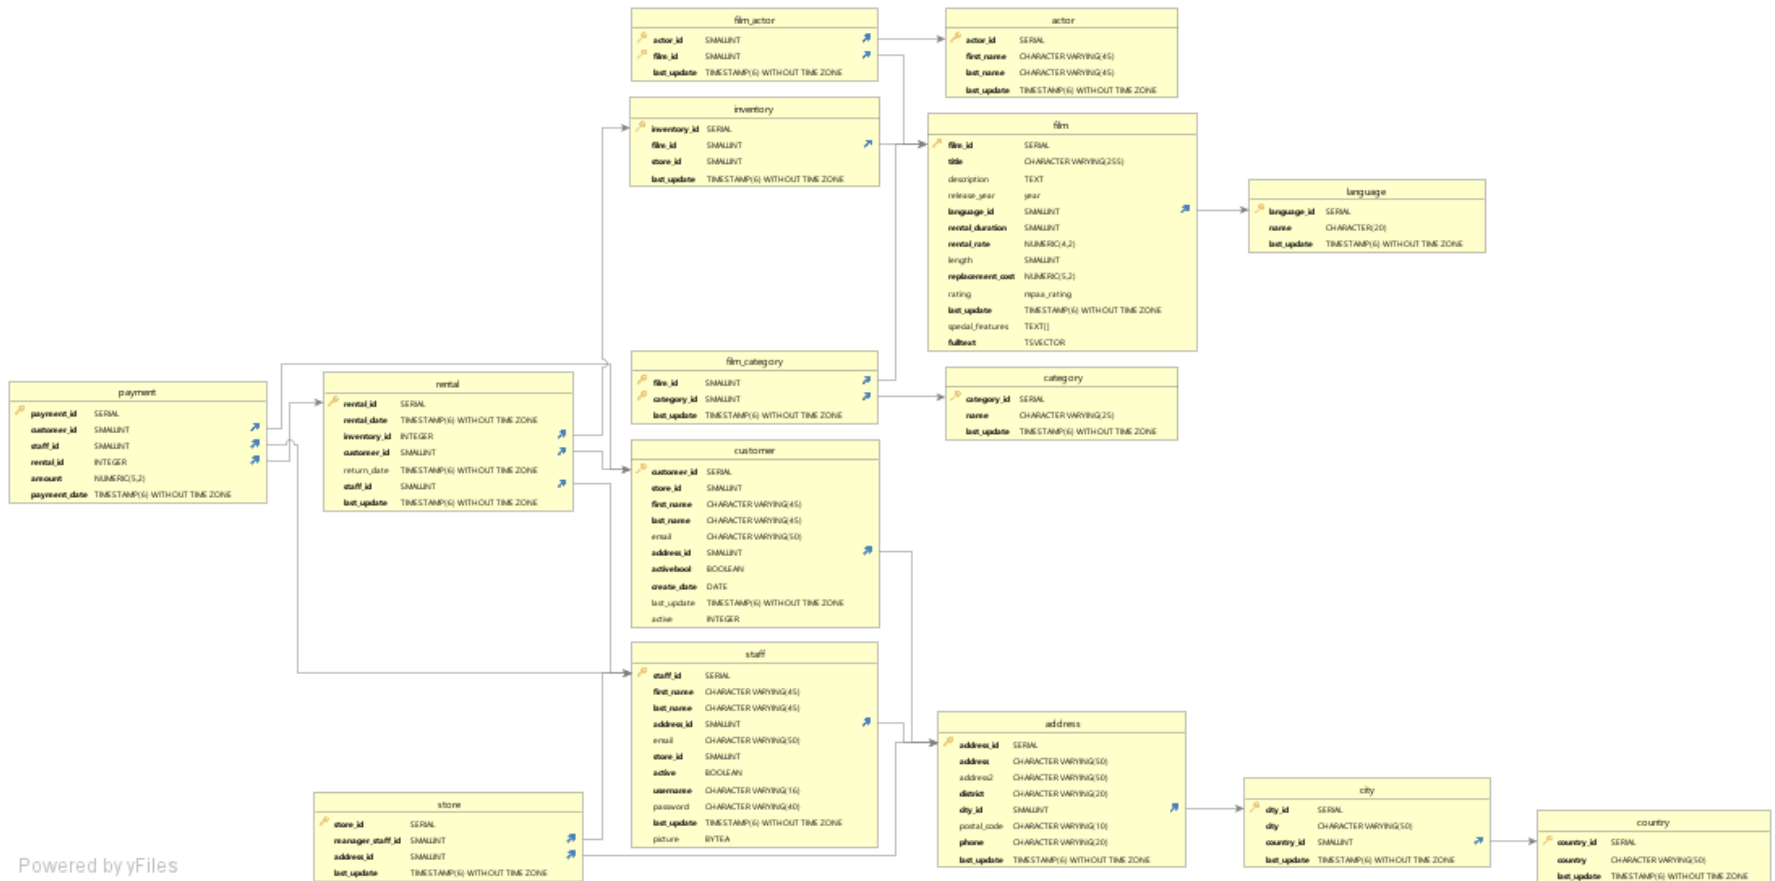 film_actor
actor_id SMALLINT
film_id SMALLINT
last_update TIMESTAMP(6) WITHOUT TIME ZONE
actor
actor_id SERIAL
first_name CHARACTER VARYING(45)
last_name CHARACTER VARYING(45)
last_update TIMESTAMP(6) WITHOUT TIME ZONE
inventory
inventory_id SERIAL
film_id SMALLINT
store_id SMALLINT
last_update TIMESTAMP(6) WITHOUT TIME ZONE
film
film_id SERIAL
title CHARACTER VARYING(255)
description TEXT
release_year year
language_id SMALLINT
rental_duration SMALLINT
rental_rate NUMERIC(4,2)
length SMALLINT
replacement_cost NUMERIC(5,2)
rating mpaa_rating
last_update TIMESTAMP(6) WITHOUT TIME ZONE
special_features TEXT[]
fulltext TSVECTOR
language
language_id SERIAL
name CHARACTER(20)
last_update TIMESTAMP(6) WITHOUT TIME ZONE
film_category
film_id SMALLINT
category_id SMALLINT
last_update TIMESTAMP(6) WITHOUT TIME ZONE
category
category_id SERIAL
name CHARACTER VARYING(25)
last_update TIMESTAMP(6) WITHOUT TIME ZONE
payment
payment_id SERIAL
customer_id SMALLINT
staff_id SMALLINT
rental_id INTEGER
amount NUMERIC(5,2)
payment_date TIMESTAMP(6) WITHOUT TIME ZONE
rental
rental_id SERIAL
rental_date TIMESTAMP(6) WITHOUT TIME ZONE
inventory_id INTEGER
customer_id SMALLINT
return_date TIMESTAMP(6) WITHOUT TIME ZONE
staff_id SMALLINT
last_update TIMESTAMP(6) WITHOUT TIME ZONE
customer
customer_id SERIAL
store_id SMALLINT
first_name CHARACTER VARYING(45)
last_name CHARACTER VARYING(45)
email CHARACTER VARYING(50)
address_id SMALLINT
activebool BOOLEAN
create_date DATE
last_update TIMESTAMP(6) WITHOUT TIME ZONE
active INTEGER
staff
staff_id SERIAL
first_name CHARACTER VARYING(45)
last_name CHARACTER VARYING(45)
address_id SMALLINT
email CHARACTER VARYING(50)
store_id SMALLINT
active BOOLEAN
username CHARACTER VARYING(16)
password CHARACTER VARYING(40)
last_update TIMESTAMP(6) WITHOUT TIME ZONE
picture BYTEA
store
store_id SERIAL
manager_staff_id SMALLINT
address_id SMALLINT
last_update TIMESTAMP(6) WITHOUT TIME ZONE
address
address_id SERIAL
address CHARACTER VARYING(50)
address2 CHARACTER VARYING(50)
district CHARACTER VARYING(20)
city_id SMALLINT
postal_code CHARACTER VARYING(10)
phone CHARACTER VARYING(20)
last_update TIMESTAMP(6) WITHOUT TIME ZONE
city
city_id SERIAL
city CHARACTER VARYING(50)
country_id SMALLINT
last_update TIMESTAMP(6) WITHOUT TIME ZONE
country
country_id SERIAL
country CHARACTER VARYING(50)
last_update TIMESTAMP(6) WITHOUT TIME ZONE
Powered by yFiles